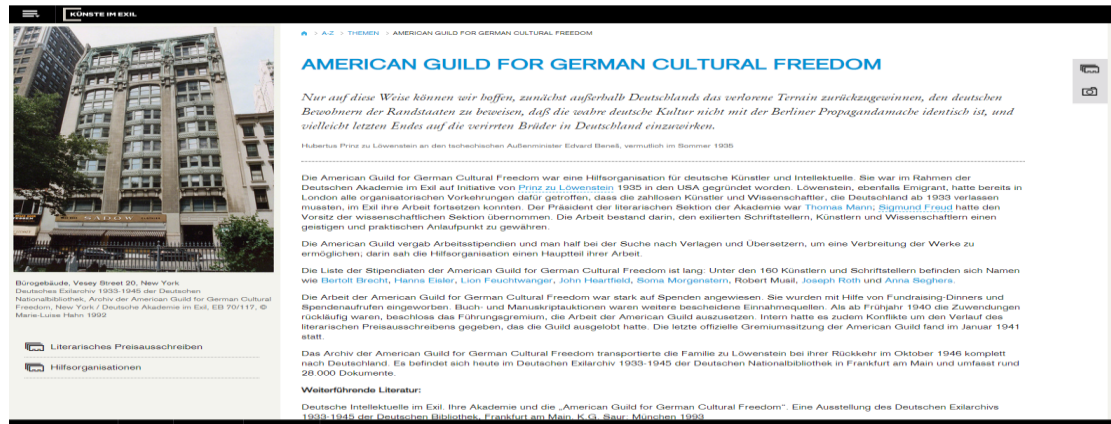 KÜNSTE IM EXIL
A-Z > THEMEN > AMERICAN GUILD FOR GERMAN CULTURAL FREEDOM
AMERICAN GUILD FOR GERMAN CULTURAL FREEDOM
Nur auf diese Weise können wir hoffen, zunächst außerhalb Deutschlands das verlorene Terrain zurückzugewinnen, den deutschen
Bewohnern der Randstaaten zu beweisen, daß die wahre deutsche Kultur nicht mit der Berliner Propagandamache identisch ist, und
vielleicht letzten Endes auf die verirrten Brüder in Deutschland einzuwirken.
Hubertus Prinz zu Löwenstein an den tschechischen Außenminister Edvard Beneš, vermutlich im Sommer 1935
Die American Guild for German Cultural Freedom war eine Hilfsorganisation für deutsche Künstler und Intellektuelle. Sie war im Rahmen der
Deutschen Akademie im Exil auf Initiative von Prinz zu Löwenstein 1935 in den USA gegründet worden. Löwenstein, ebenfalls Emigrant, hatte bereits in
London alle organisatorischen Vorkehrungen dafür getroffen, dass die zahllosen Künstler und Wissenschaftler, die Deutschland ab 1933 verlassen
mussten, im Exil ihre Arbeit fortsetzen konnten. Der Präsident der literarischen Sektion der Akademie war Thomas Mann; Sigmund Freud hatte den
Vorsitz der wissenschaftlichen Sektion übernommen. Die Arbeit bestand darin, den exilierten Schriftstellern, Künstlern und Wissenschaftlern einen
geistigen und praktischen Anlaufpunkt zu gewähren.
Die American Guild vergab Arbeitsstipendien und man half bei der Suche nach Verlagen und Übersetzern, um eine Verbreitung der Werke zu
ermöglichen; darin sah die Hilfsorganisation einen Hauptteil ihrer Arbeit.
Die Liste der Stipendiaten der American Guild for German Cultural Freedom ist lang: Unter den 160 Künstlern und Schriftstellern befinden sich Namen
wie Bertolt Brecht, Hanns Eisler, Lion Feuchtwanger, John Heartfield, Soma Morgenstern, Robert Musil, Joseph Roth und Anna Seghers.
Die Arbeit der American Guild for German Cultural Freedom war stark auf Spenden angewiesen. Sie wurden mit Hilfe von Fundraising-Dinners und
Spendenaufrufen eingeworben. Buch- und Manuskriptauktionen waren weitere bescheidene Einnahmequellen. Als ab Frühjahr 1940 die Zuwendungen
rückläufig waren, beschloss das Führungsgremium, die Arbeit der American Guild auszusetzen. Intern hatte es zudem Konflikte um den Verlauf des
literarischen Preisausschreibens gegeben, das die Guild ausgelobt hatte. Die letzte offizielle Gremiumsitzung der American Guild fand im Januar 1941
statt.
Das Archiv der American Guild for German Cultural Freedom transportierte die Familie zu Löwenstein bei ihrer Rückkehr im Oktober 1946 komplett
nach Deutschland. Es befindet sich heute im Deutschen Exilarchiv 1933-1945 der Deutschen Nationalbibliothek in Frankfurt am Main und umfasst rund
28.000 Dokumente.
Weiterführende Literatur:
Deutsche Intellektuelle im Exil. Ihre Akademie und die „American Guild for German Cultural Freedom“. Eine Ausstellung des Deutschen Exilarchivs
1933-1945 der Deutschen Bibliothek, Frankfurt am Main. K.G. Saur: München 1993
SADOW
Bürogebäude, Vesey Street 20, New York
Deutsches Exilarchiv 1933-1945 der Deutschen
Nationalbibliothek, Archiv der American Guild for German Cultural
Freedom, New York / Deutsche Akademie im Exil, EB 70/117, ©
Marie-Luise Hahn 1992
Literarisches Preisausschreiben
Hilfsorganisationen